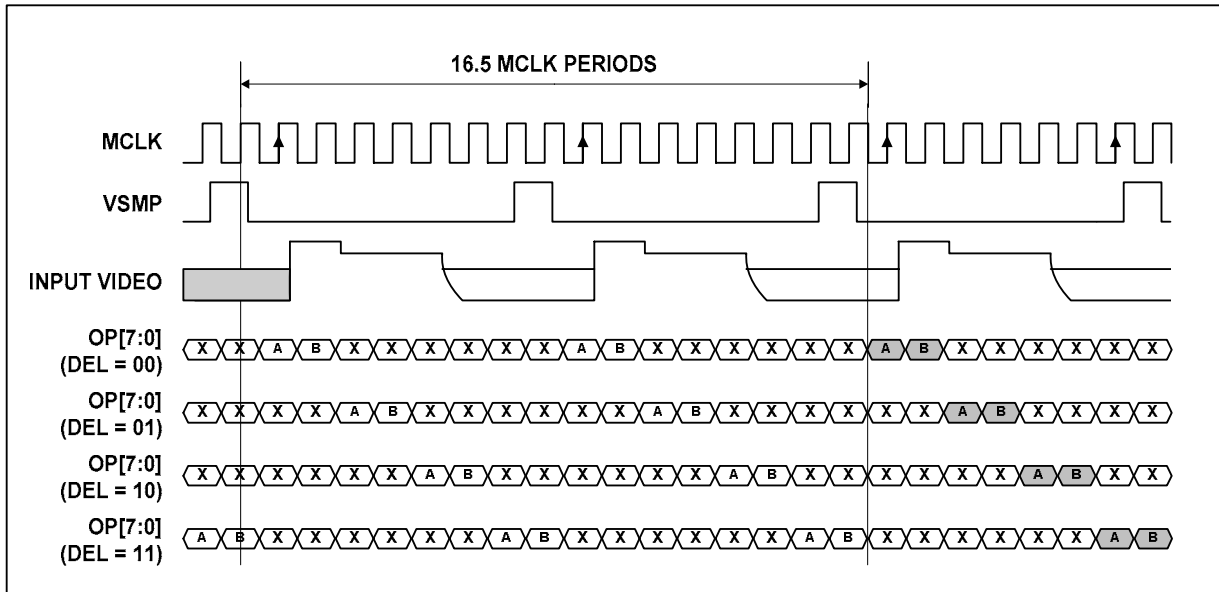 16.5 MCLK PERIODS
MCLK
VSMP
INPUT VIDEO
OP[7:0]
(DEL = 00)
X X A B X X X X X X A B X X X X X X A B X X X X X X
OP[7:0]
(DEL = 01)
X X X X A B X X X X X X A B X X X X X X A B X X X X
OP[7:0]
(DEL = 10)
X X X X X X A B X X X X X X A B X X X X X X A B X X
OP[7:0]
(DEL = 11)
A B X X X X X X A B X X X X X X A B X X X X X X A B